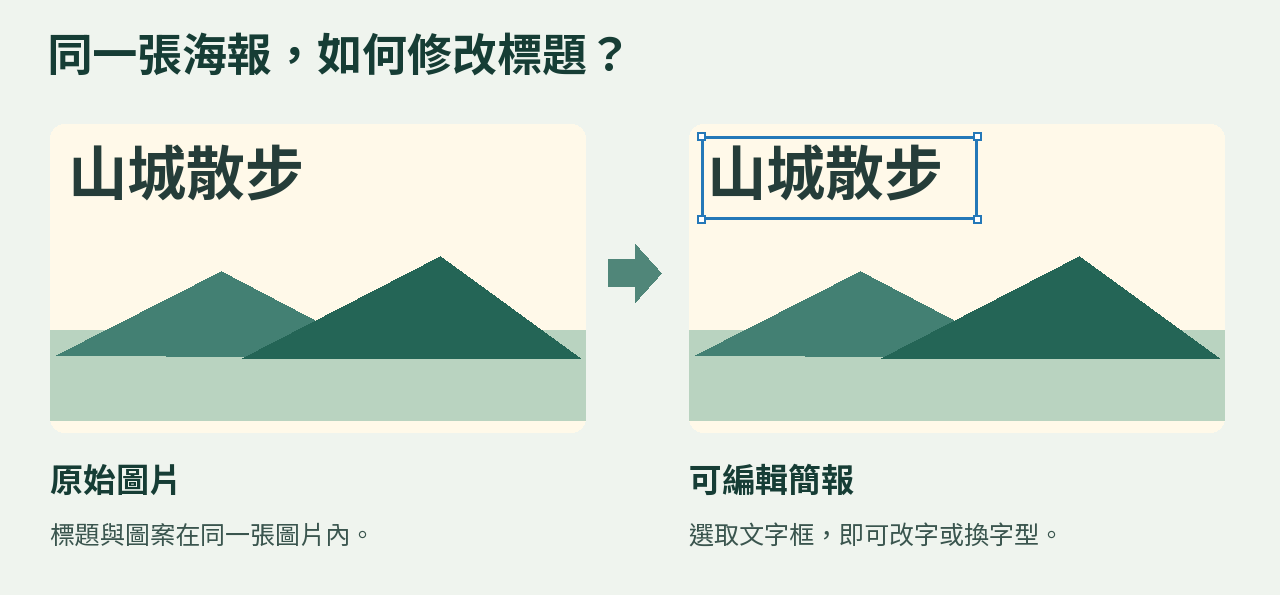 同一張海報，如何修改標題？
山城散步
山城散步
原始圖片
標題與圖案在同一張圖片內。
可編輯簡報
選取文字框，即可改字或換字型。